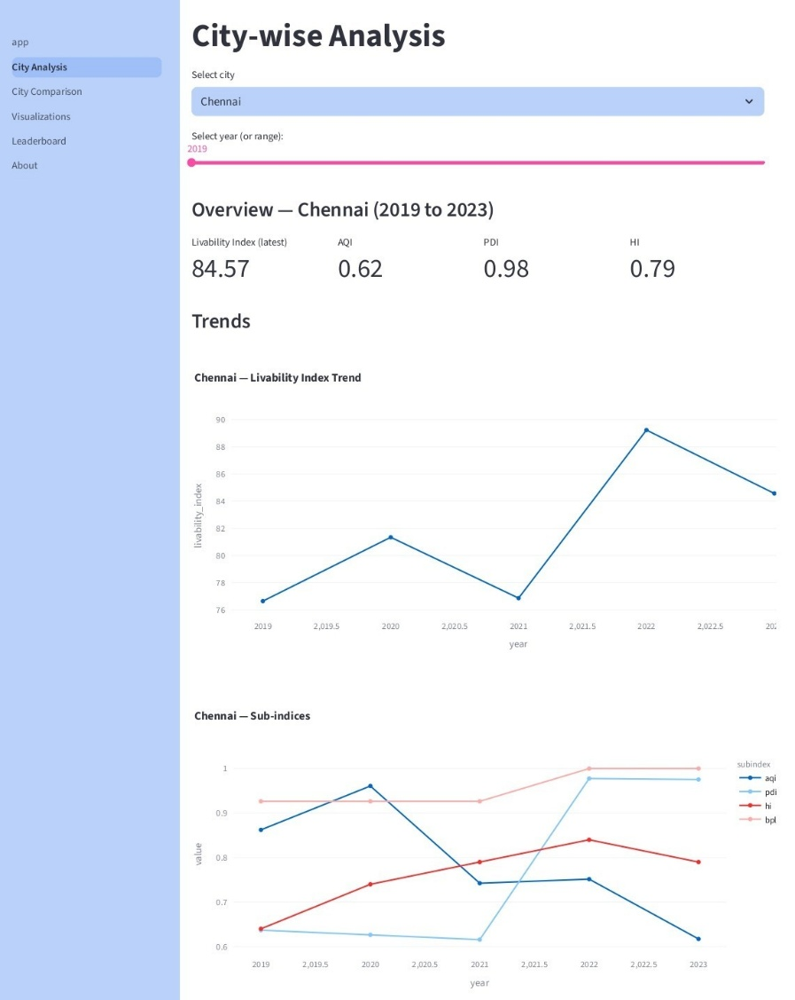 app
City Analysis
City Comparison
Visualizations
Leaderboard
About
City-wise Analysis
Select city
Chennai
Select year (or range):
2019
Overview — Chennai (2019 to 2023)
Livability Index (latest) AQI PDI HI
84.57 0.62 0.98 0.79
Trends
Chennai — Livability Index Trend
90
88
86
84
82
80
78
76
livability_index
2019 2,019.5 2020 2,020.5 2021 2,021.5 2022 2,022.5
year
Chennai — Sub-indices
subindex
aqi
pdi
hi
bpl
1
0.9
0.8
0.7
0.6
value
2019 2,019.5 2020 2,020.5 2021 2,021.5 2022 2,022.5 2023
year